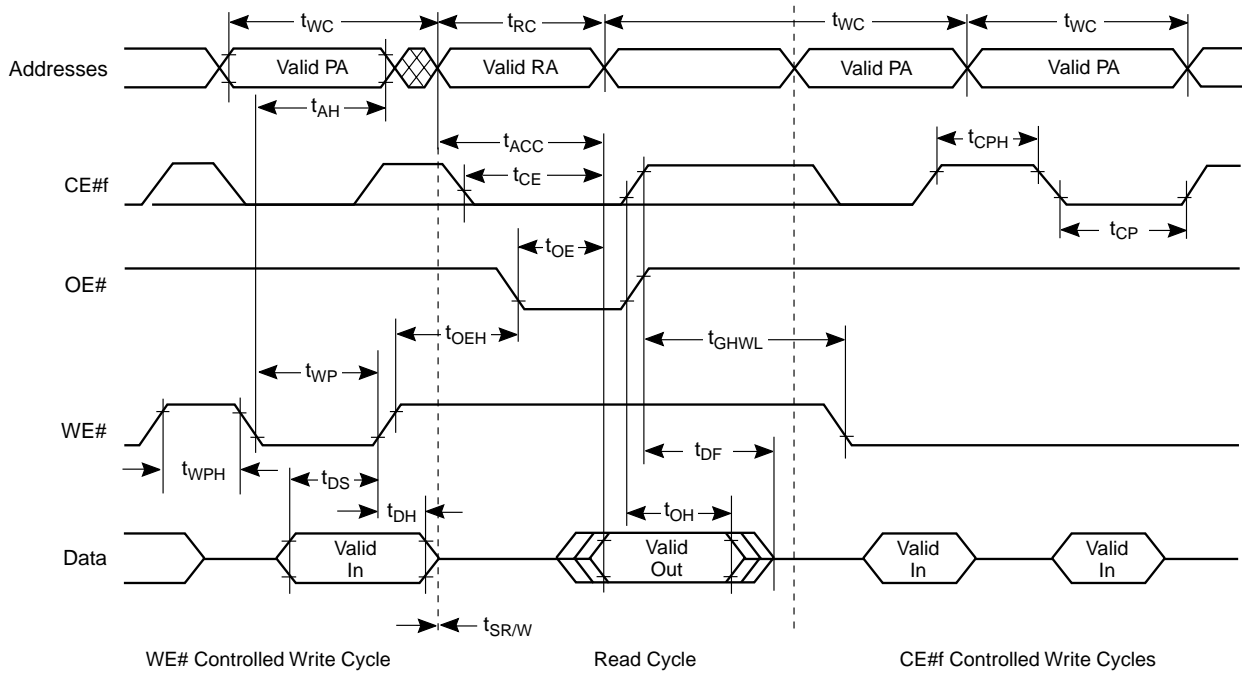 tWC tRC tWC tWC
Addresses Valid PA Valid RA Valid PA Valid PA
tAH
tACC
tCPH
CE#f tCE
tCP
tOE
OE#
tOEH tGHWL
tWP
WE#
tDF
tWPH tDS
tDH tOH
Data Valid In Valid Out Valid In Valid In
tSR/W
WE# Controlled Write Cycle Read Cycle CE#f Controlled Write Cycles